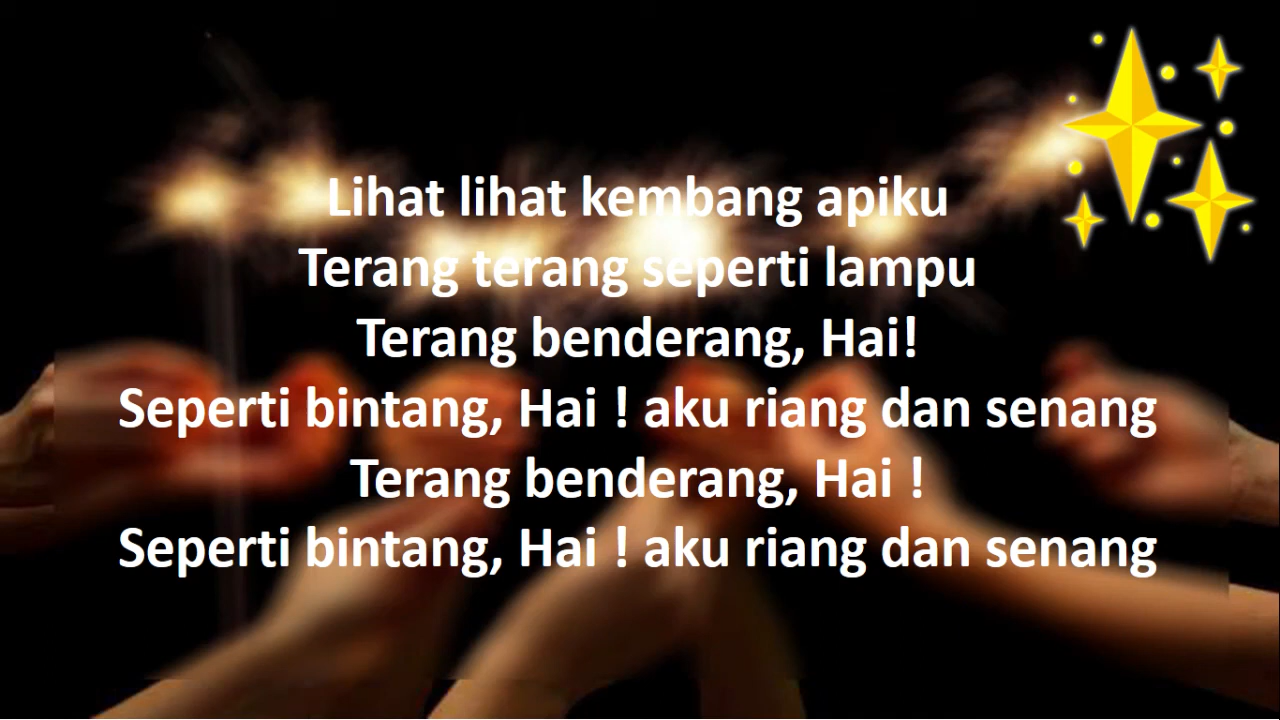 Lihat lihat kembang apiku
Terang terang seperti lampu
Terang benderang, Hai!
Seperti bintang, Hai ! aku riang dan senang
Terang benderang, Hai !
Seperti bintang, Hai ! aku riang dan senang